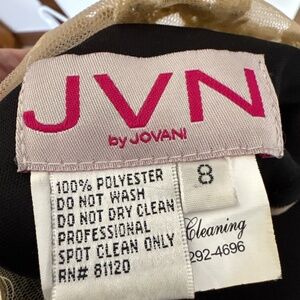 JVN
by JOVANI
8
100% POLYESTER
DO NOT WASH
DO NOT DRY CLEAN
PROFESSIONAL
SPOT CLEAN ONLY
RN# 81120
Cleaning
292-4696